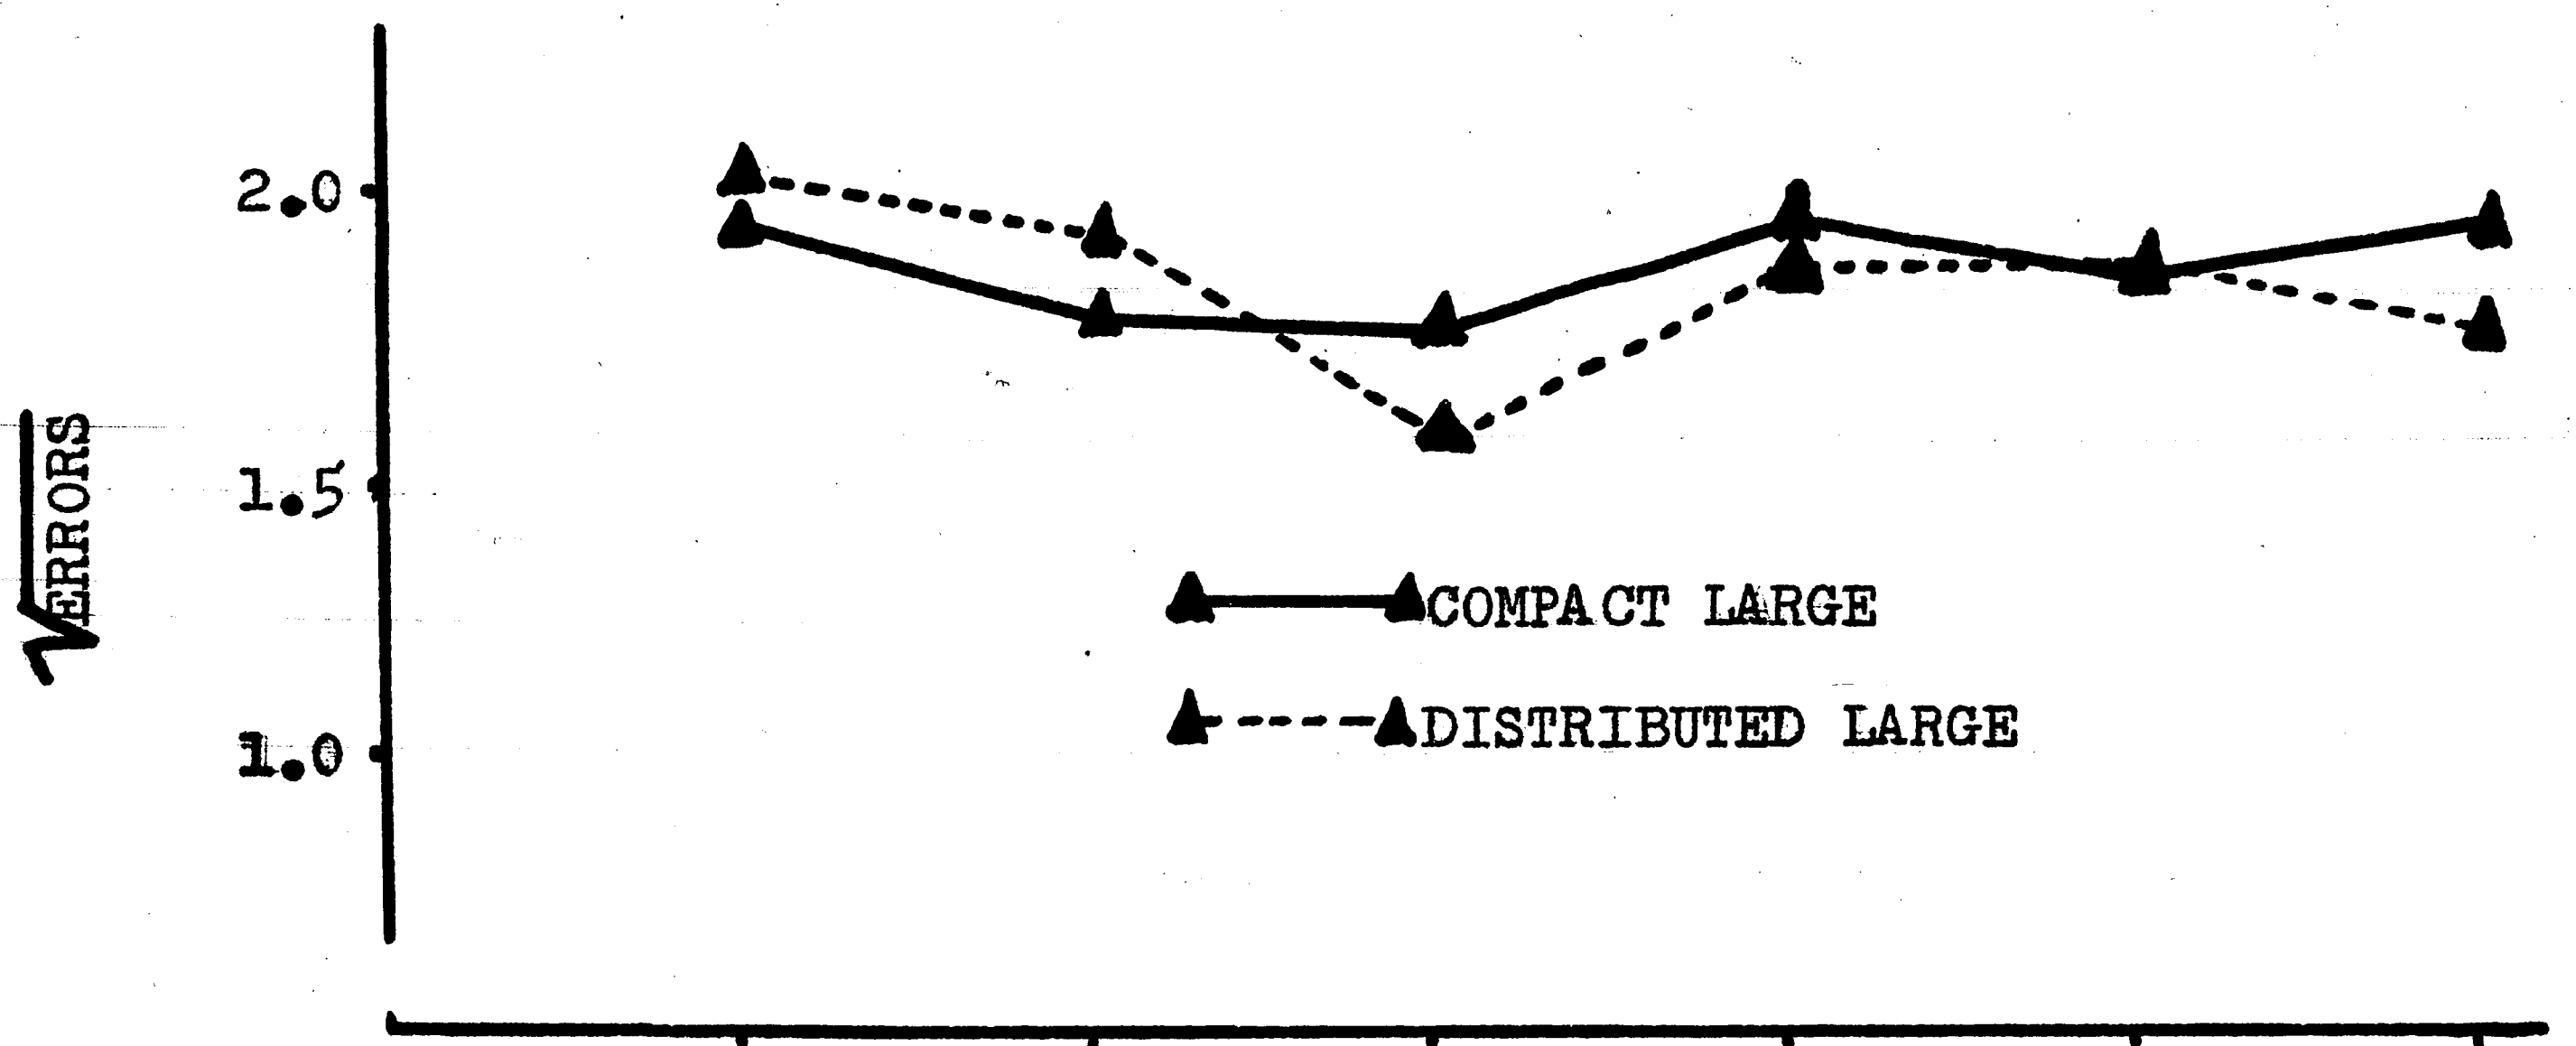 2.0
1.5
1.0
√ERRORS
COMPACT LARGE
DISTRIBUTED LARGE